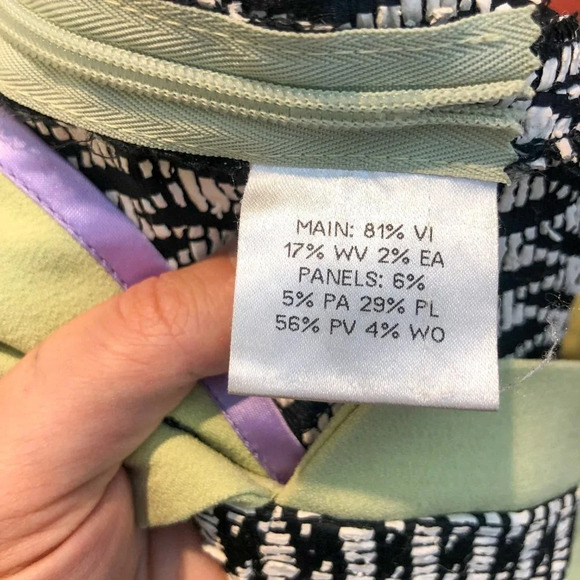 MAIN: 81% VI
17% WV 2% EA
PANELS: 6%
5% PA 29% PL
56% PV 4% WO